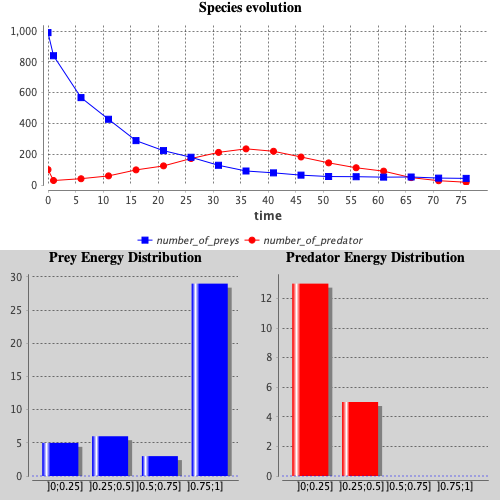 Species evolution
1,000
800
600
400
200
0
0 5 10 15 20 25 30 35 40 45 50 55 60 65 70 75
time
number_of_preys number_of_predator
Prey Energy Distribution
30
25
20
15
10
5
0
]0;0.25] ]0.25;0.5] ]0.5;0.75] ]0.75;1]
Predator Energy Distribution
12
10
8
6
4
2
0
]0;0.25] ]0.25;0.5] ]0.5;0.75] ]0.75;1]